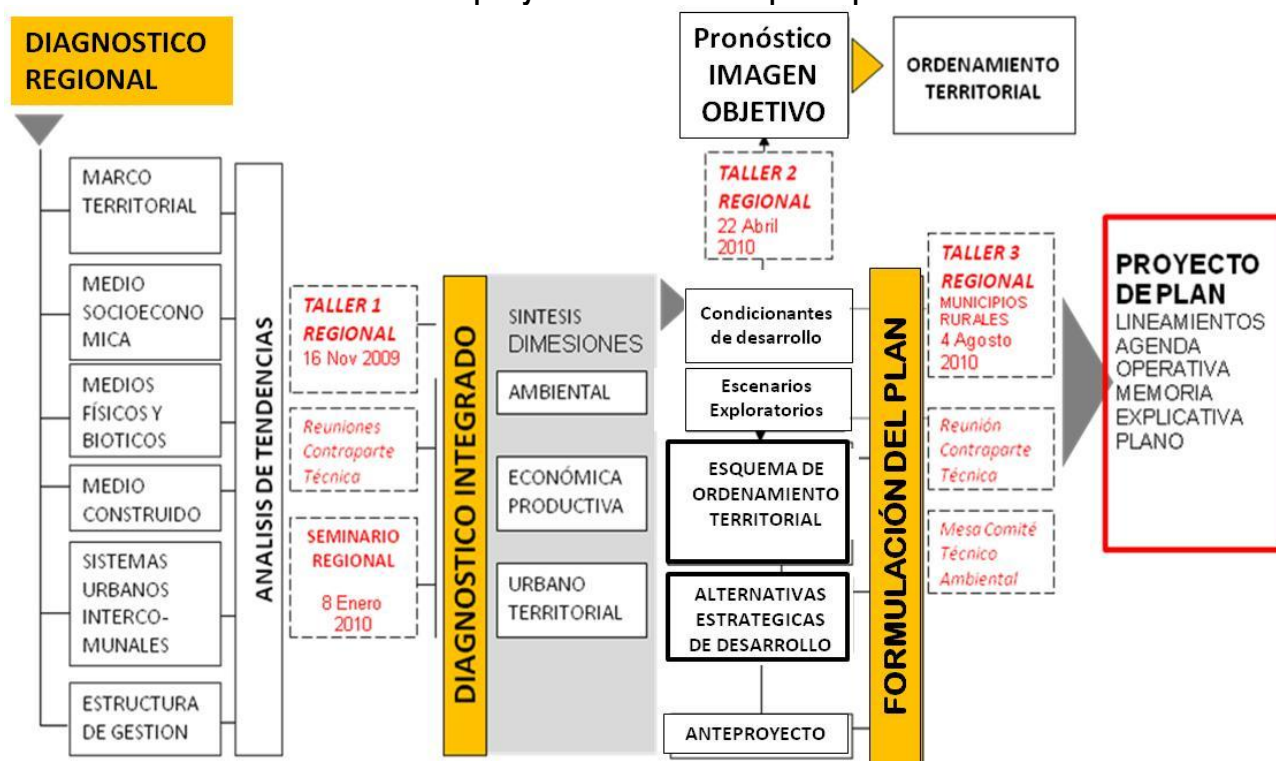 DIAGNOSTICO
REGIONAL
MARCO
TERRITORIAL
MEDIO
SOCIOECONO
MICA
MEDIOS
FÍSICOS Y
BIOTICOS
MEDIO
CONSTRUIDO
SISTEMAS
URBANOS
INTERCO-
MUNALES
ESTRUCTURA
DE GESTION
ANALISIS DE TENDENCIAS
TALLER 1
REGIONAL
16 Nov 2009
Reuniones
Contraparte
Técnica
SEMINARIO
REGIONAL
8 Enero
2010
DIAGNOSTICO INTEGRADO
SINTESIS
DIMESIONES
AMBIENTAL
ECONÓMICA
PRODUCTIVA
URBANO
TERRITORIAL
Pronóstico
IMAGEN
OBJETIVO
ORDENAMIENTO
TERRITORIAL
TALLER 2
REGIONAL
22 Abril
2010
Condicionantes
de desarrollo
Escenarios
Exploratorios
ESQUEMA DE
ORDENAMIENTO
TERRITORIAL
ALTERNATIVAS
ESTRATEGICAS
DE DESARROLLO
ANTEPROYECTO
FORMULACIÓN DEL PLAN
TALLER 3
REGIONAL
MUNICIPIOS
RURALES
4 Agosto
2010
Reunión
Contraparte
Técnica
Mesa Comité
Técnico
Ambiental
PROYECTO
DE PLAN
LINEAMIENTOS
AGENDA
OPERATIVA
MEMORIA
EXPLICATIVA
PLANO